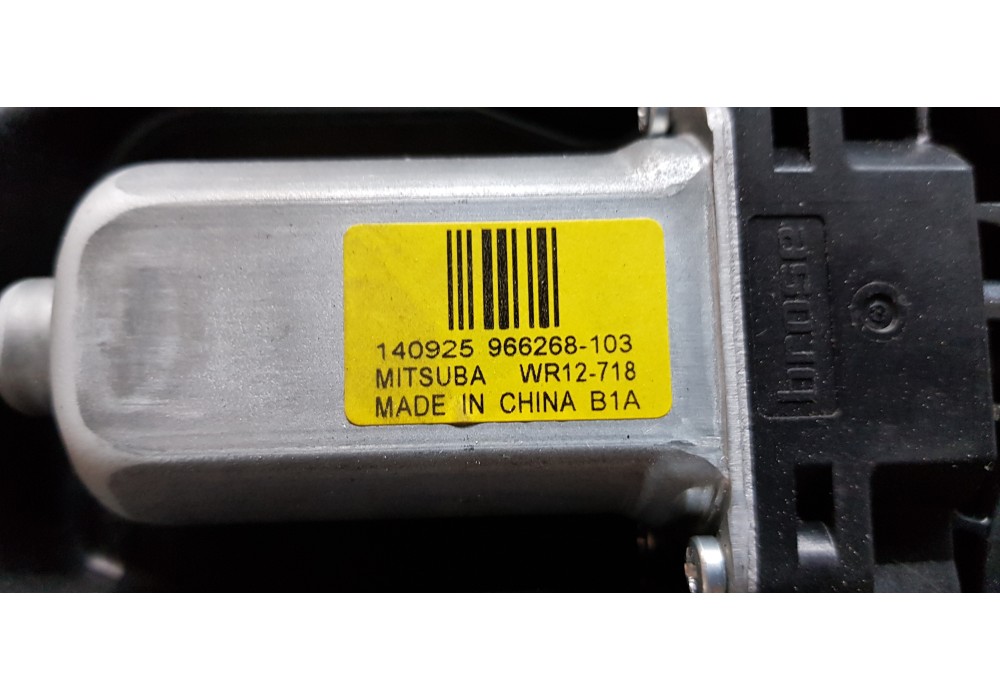 140925 966268-103
MITSUBA WR12-718
MADE IN CHINA B1A
brose